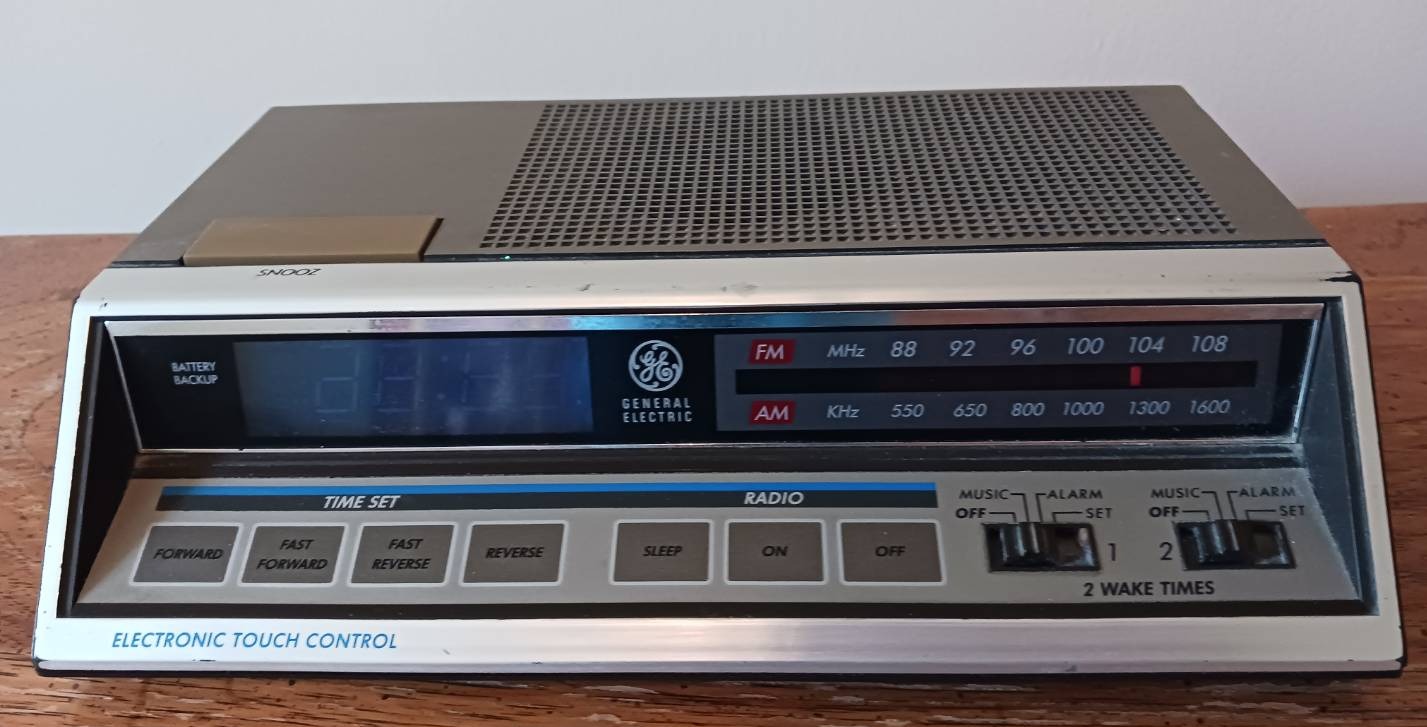 SNOOZ
BATTERY
BACKUP
GE
GENERAL
ELECTRIC
FM MHz 88 92 96 100 104 108
AM KHz 550 650 800 1000 1300 1600
TIME SET
RADIO
FORWARD
FAST
FORWARD
FAST
REVERSE
REVERSE
SLEEP
ON
OFF
MUSIC ALARM
OFF SET
1
MUSIC ALARM
OFF SET
2
2 WAKE TIMES
ELECTRONIC TOUCH CONTROL